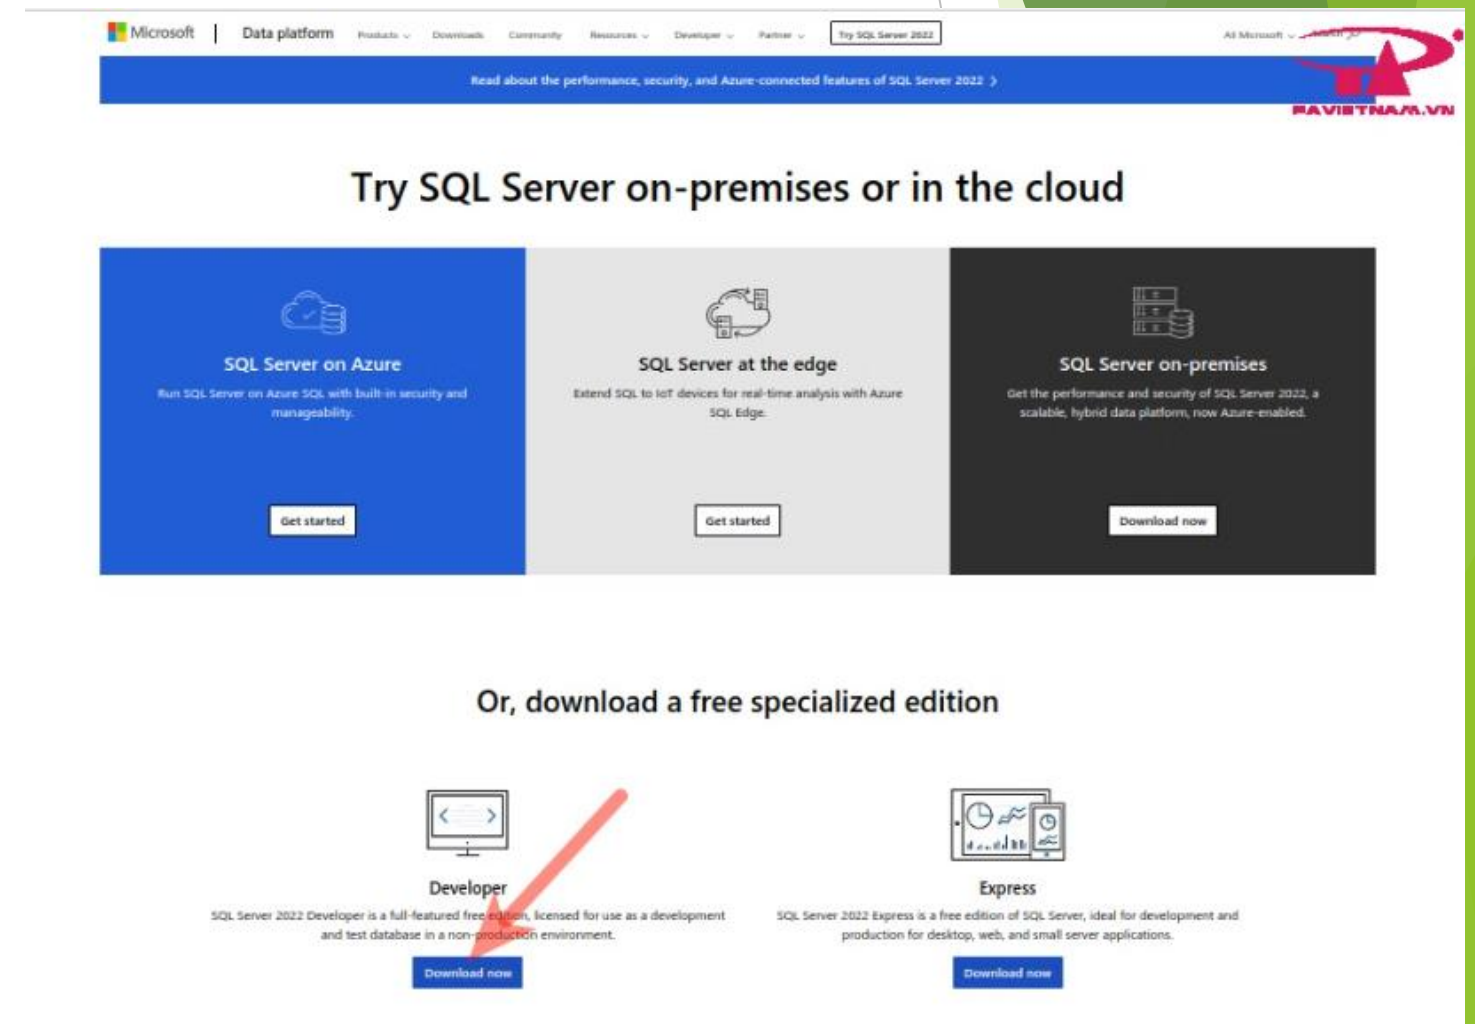 Microsoft Data platform Products Downloads Community Resources Developer Partner Try SQL Server 2022 All Microsoft
PAVIETNAM.VN
Read about the performance, security, and Azure-connected features of SQL Server 2022
Try SQL Server on-premises or in the cloud
SQL Server on Azure
Run SQL Server on Azure SQL with built-in security and
manageability.
Get started
SQL Server at the edge
Extend SQL to IoT devices for real-time analysis with Azure
SQL Edge.
Get started
SQL Server on-premises
Get the performance and security of SQL Server 2022, a
scalable, hybrid data platform, now Azure-enabled.
Download now
Or, download a free specialized edition
Developer
SQL Server 2022 Developer is a full-featured free edition, licensed for use as a development
and test database in a non-production environment.
Download now
Express
SQL Server 2022 Express is a free edition of SQL Server, ideal for development and
production for desktop, web, and small server applications.
Download now